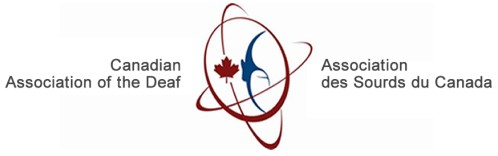 Canadian
Association of the Deaf
Association
des Sourds du Canada